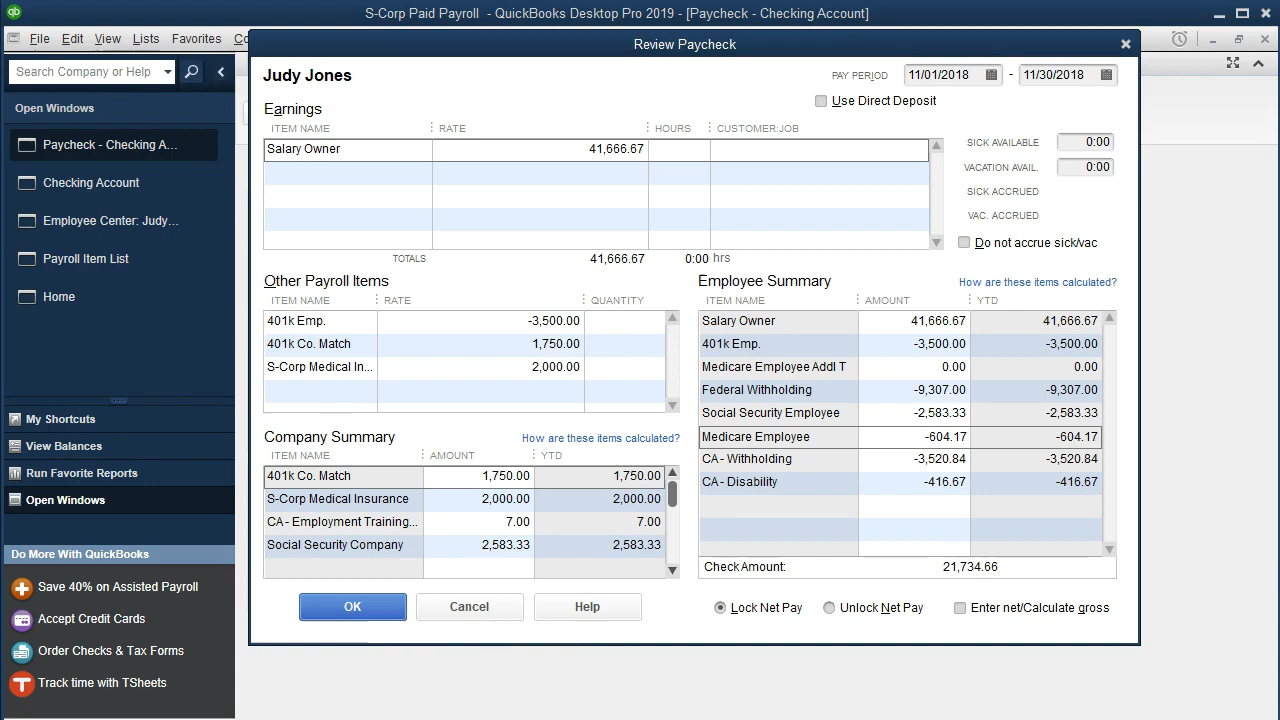 S-Corp Paid Payroll - QuickBooks Desktop Pro 2019 - [Paycheck - Checking Account]
File Edit View Lists Favorites
Search Company or Help
Open Windows
Paycheck - Checking A...
Checking Account
Employee Center: Judy...
Payroll Item List
Home
My Shortcuts
View Balances
Run Favorite Reports
Open Windows
Do More With QuickBooks
Save 40% on Assisted Payroll
Accept Credit Cards
Order Checks & Tax Forms
Track time with TSheets
Review Paycheck
Judy Jones
PAY PERIOD 11/01/2018 - 11/30/2018
Use Direct Deposit
Earnings
ITEM NAME RATE HOURS CUSTOMER:JOB
Salary Owner 41,666.67
TOTALS 41,666.67 0:00 hrs
SICK AVAILABLE 0:00
VACATION AVAIL. 0:00
SICK ACCRUED
VAC. ACCRUED
Do not accrue sick/vac
Other Payroll Items
ITEM NAME RATE QUANTITY
401k Emp. -3,500.00
401k Co. Match 1,750.00
S-Corp Medical In... 2,000.00
Company Summary How are these items calculated?
ITEM NAME AMOUNT YTD
401k Co. Match 1,750.00 1,750.00
S-Corp Medical Insurance 2,000.00 2,000.00
CA - Employment Training... 7.00 7.00
Social Security Company 2,583.33 2,583.33
Employee Summary How are these items calculated?
ITEM NAME AMOUNT YTD
Salary Owner 41,666.67 41,666.67
401k Emp. -3,500.00 -3,500.00
Medicare Employee Addl T 0.00 0.00
Federal Withholding -9,307.00 -9,307.00
Social Security Employee -2,583.33 -2,583.33
Medicare Employee -604.17 -604.17
CA - Withholding -3,520.84 -3,520.84
CA - Disability -416.67 -416.67
Check Amount: 21,734.66
OK Cancel Help
Lock Net Pay Unlock Net Pay Enter net/Calculate gross